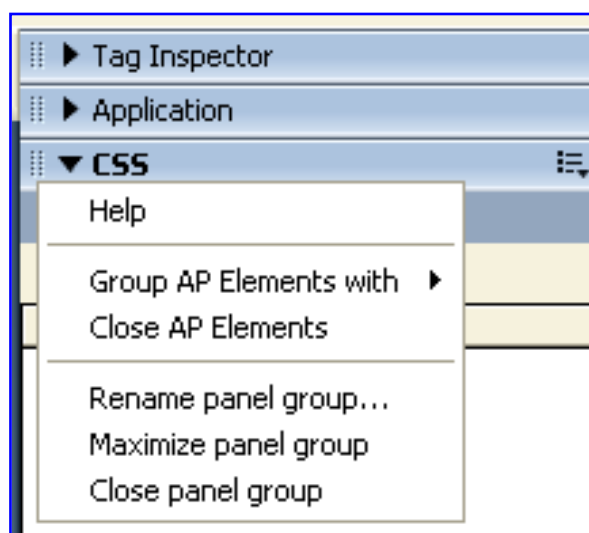 Tag Inspector
Application
CSS
Help
Group AP Elements with
Close AP Elements
Rename panel group...
Maximize panel group
Close panel group